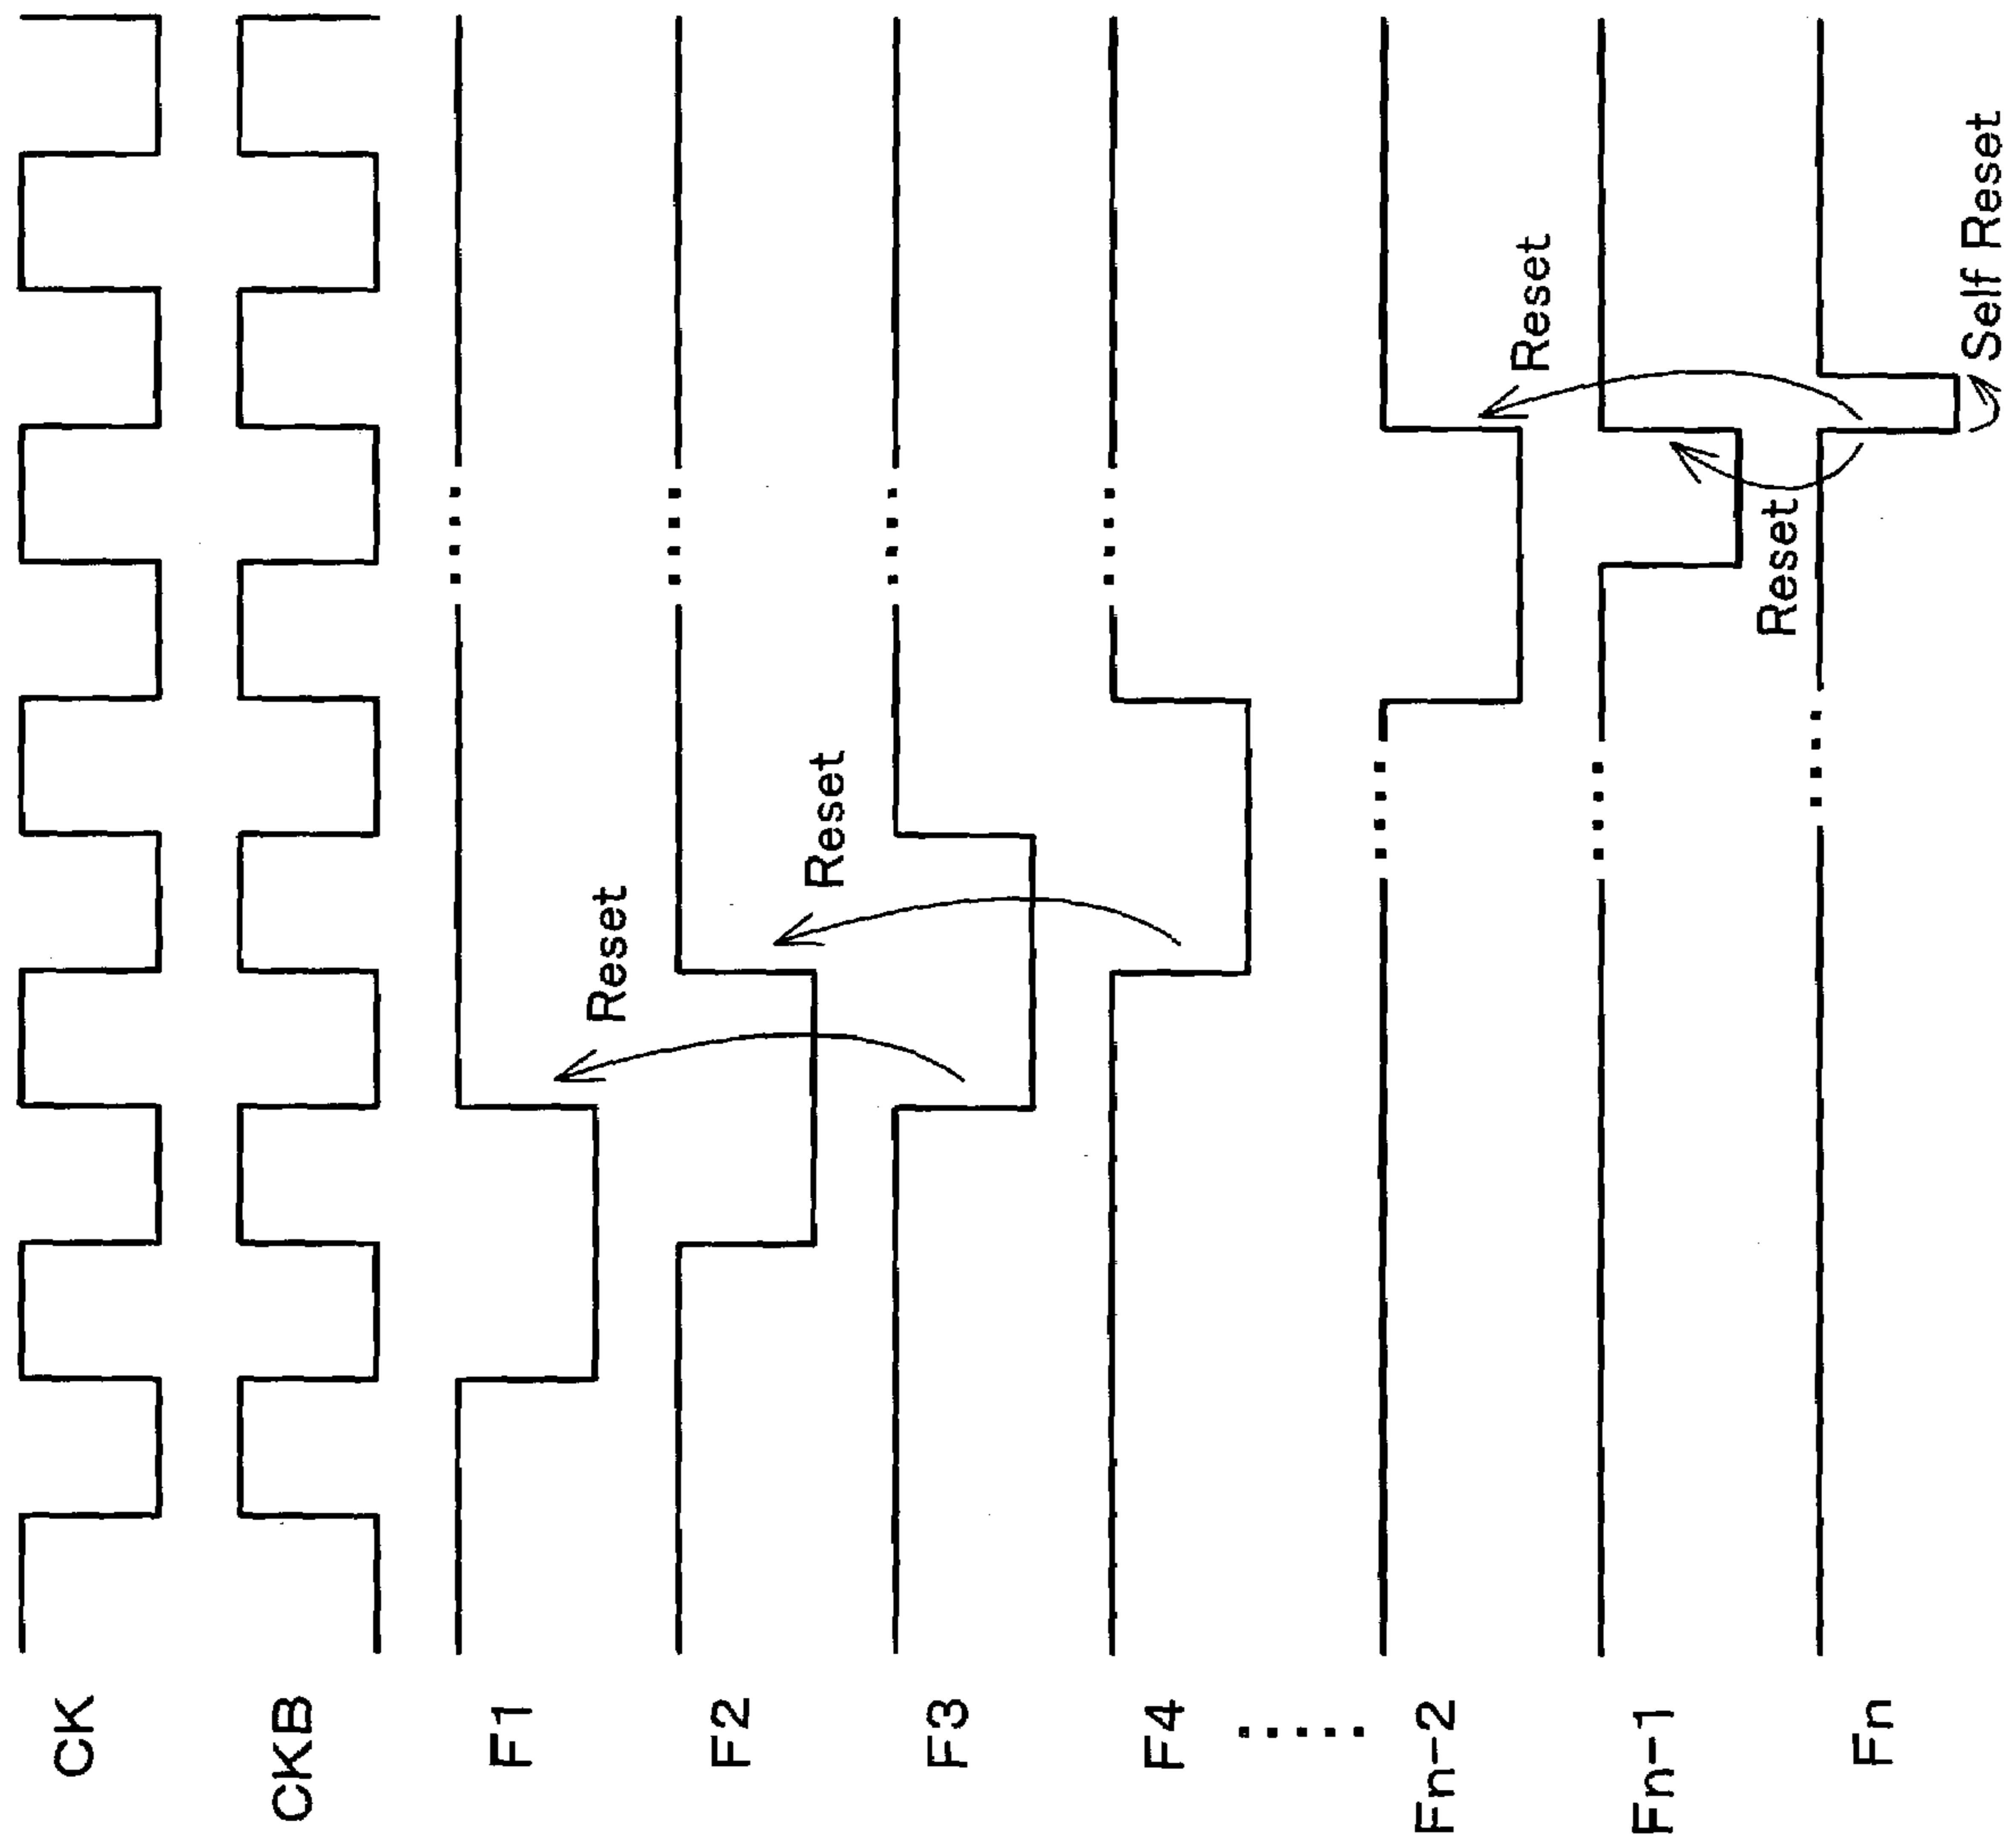 CK
CKB
F1
Reset
F2
Reset
F3
F4
.....
Fn-2
Reset
Fn-1
Reset
Fn
Self Reset